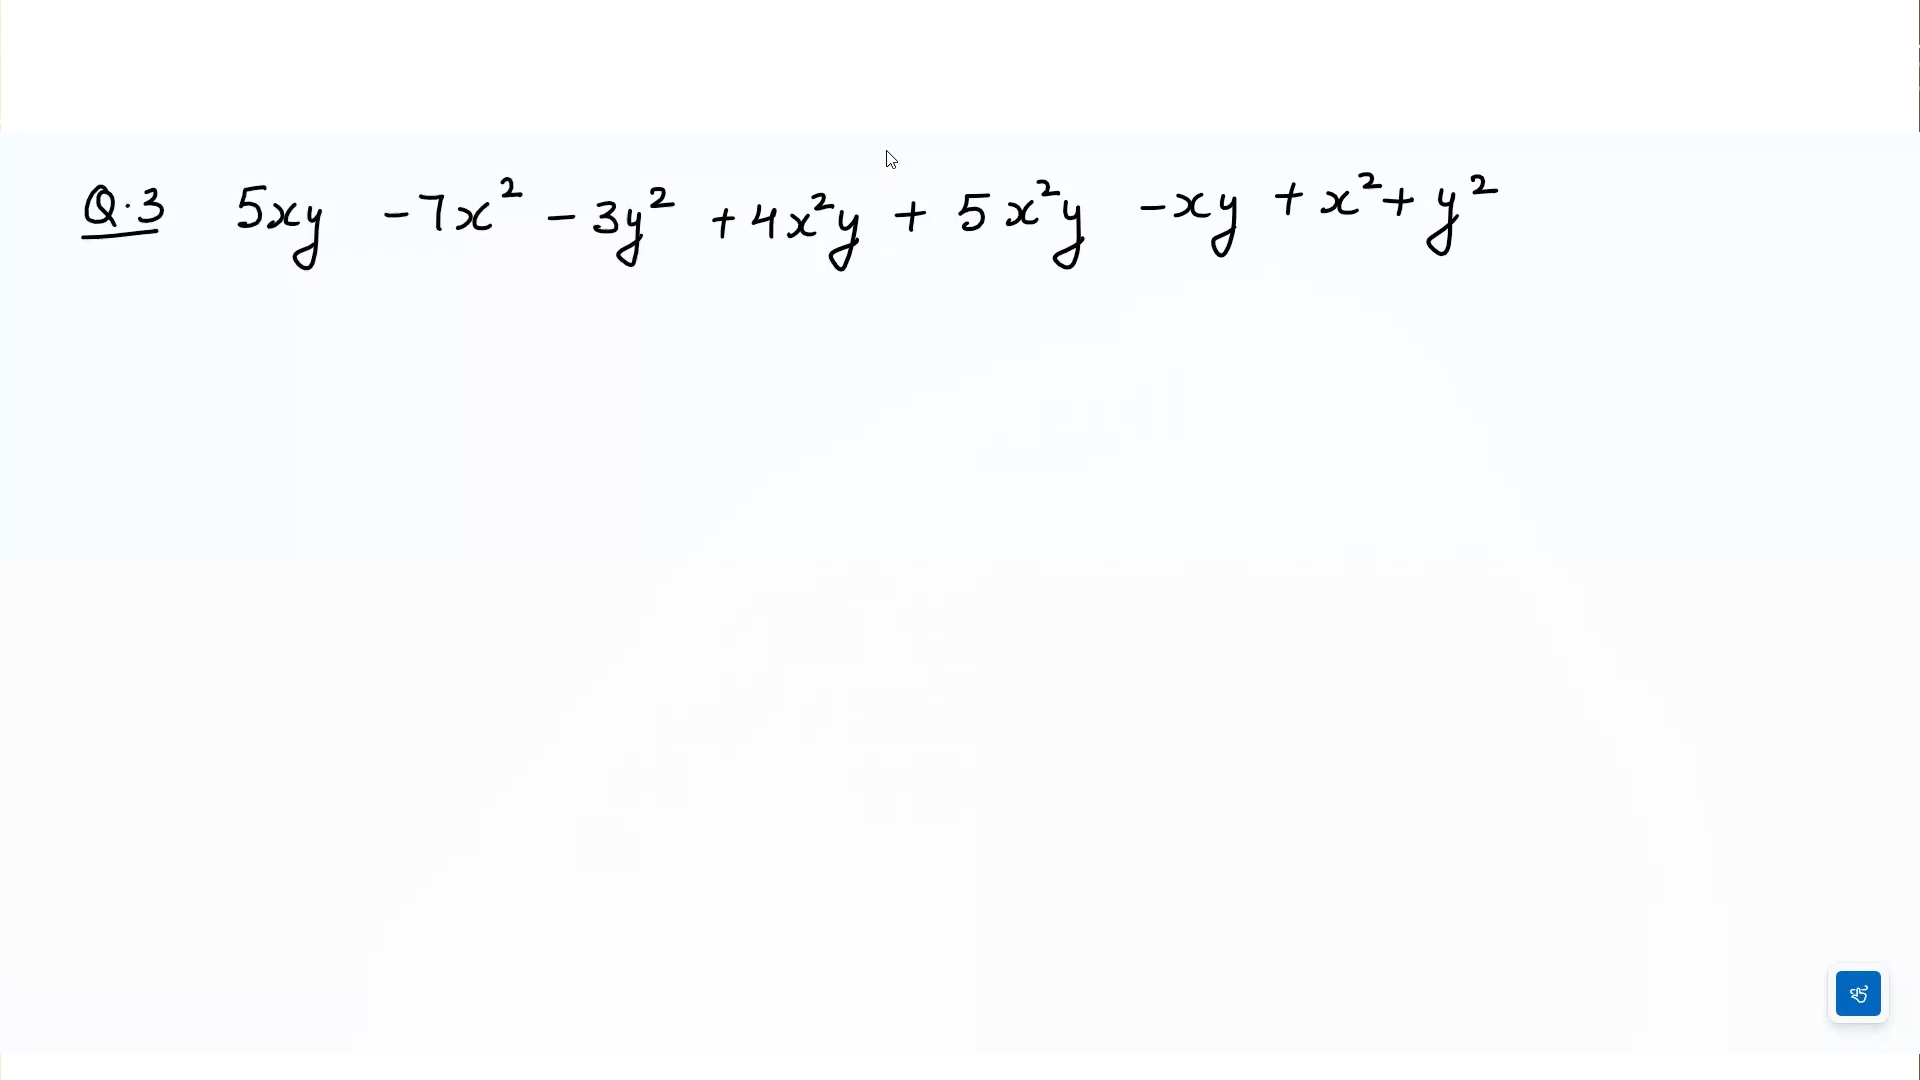 Q.3 5xy - 7x² - 3y² + 4x²y + 5x²y - xy + x² + y²